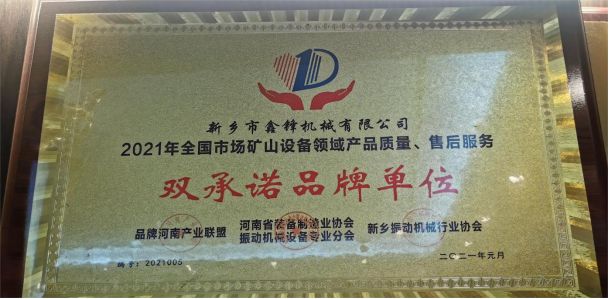 新乡市鑫锋机械有限公司
2021年全国市场矿山设备领域产品质量、售后服务
双承诺品牌单位
品牌河南产业联盟 河南省装备制造业协会 新乡振动机械行业协会
振动机械设备专业分会
编号：2021005 二〇二一年元月